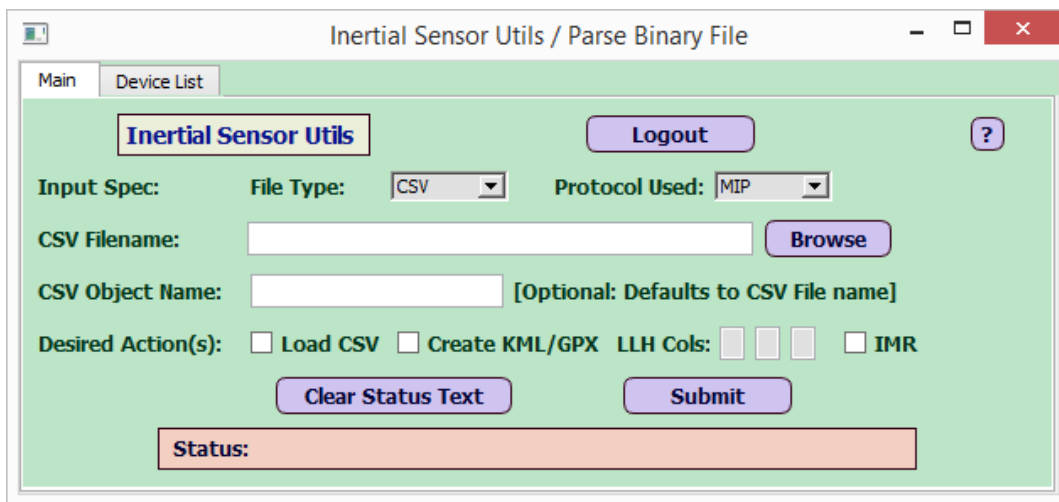 Inertial Sensor Utils / Parse Binary File
Main Device List
Inertial Sensor Utils Logout ?
Input Spec: File Type: CSV Protocol Used: MIP
CSV Filename: Browse
CSV Object Name: [Optional: Defaults to CSV File name]
Desired Action(s): Load CSV Create KML/GPX LLH Cols: IMR
Clear Status Text Submit
Status: